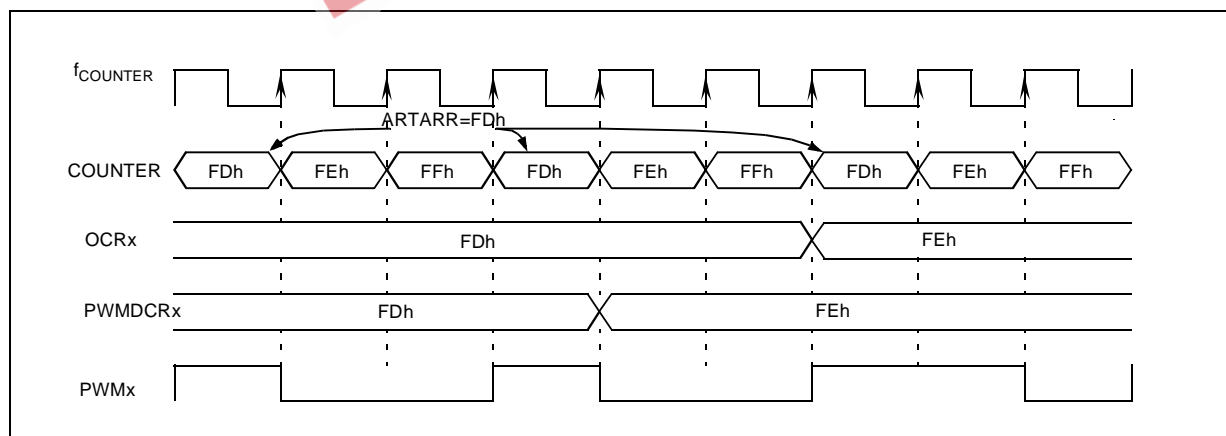 fCOUNTER
ARTARR=FDh
COUNTER FDh FEh FFh FDh FEh FFh FDh FEh FFh
OCRx FDh FEh
PWMDCRx FDh FEh
PWMx